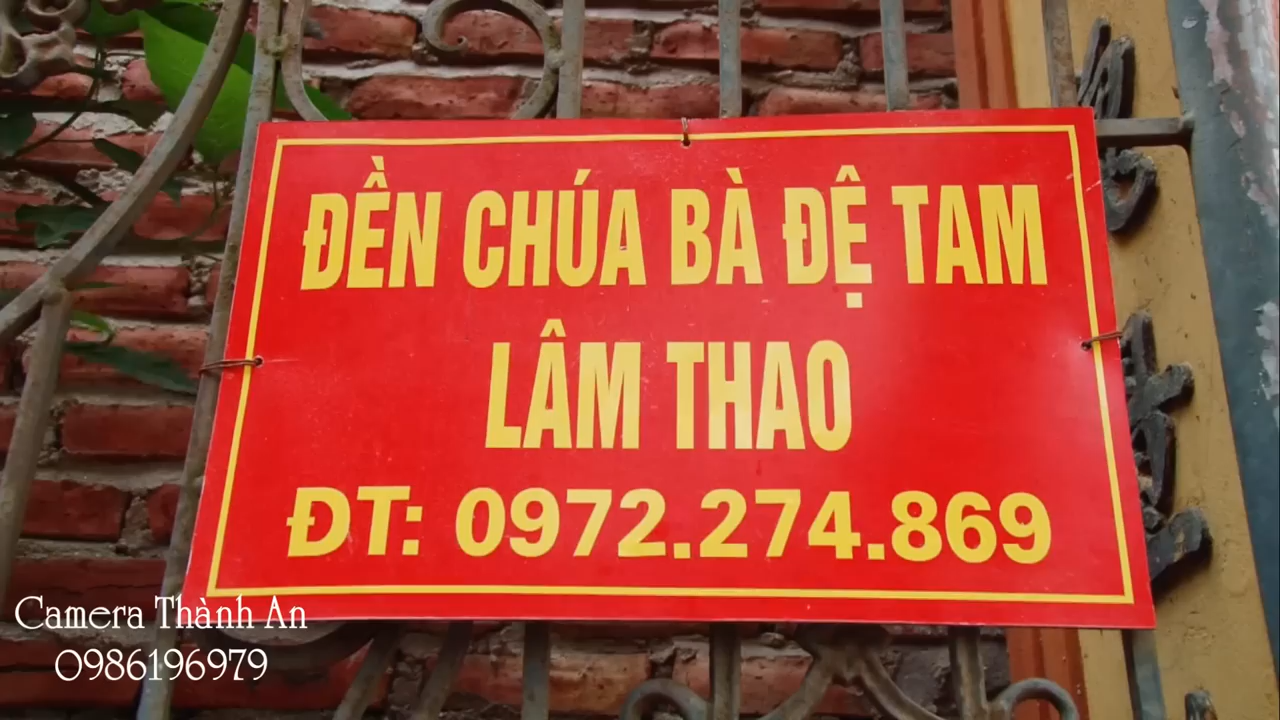 ĐỀN CHÚA BÀ ĐỆ TAM
LÂM THAO
ĐT: 0972.274.869
Camera Thành An
0986196979